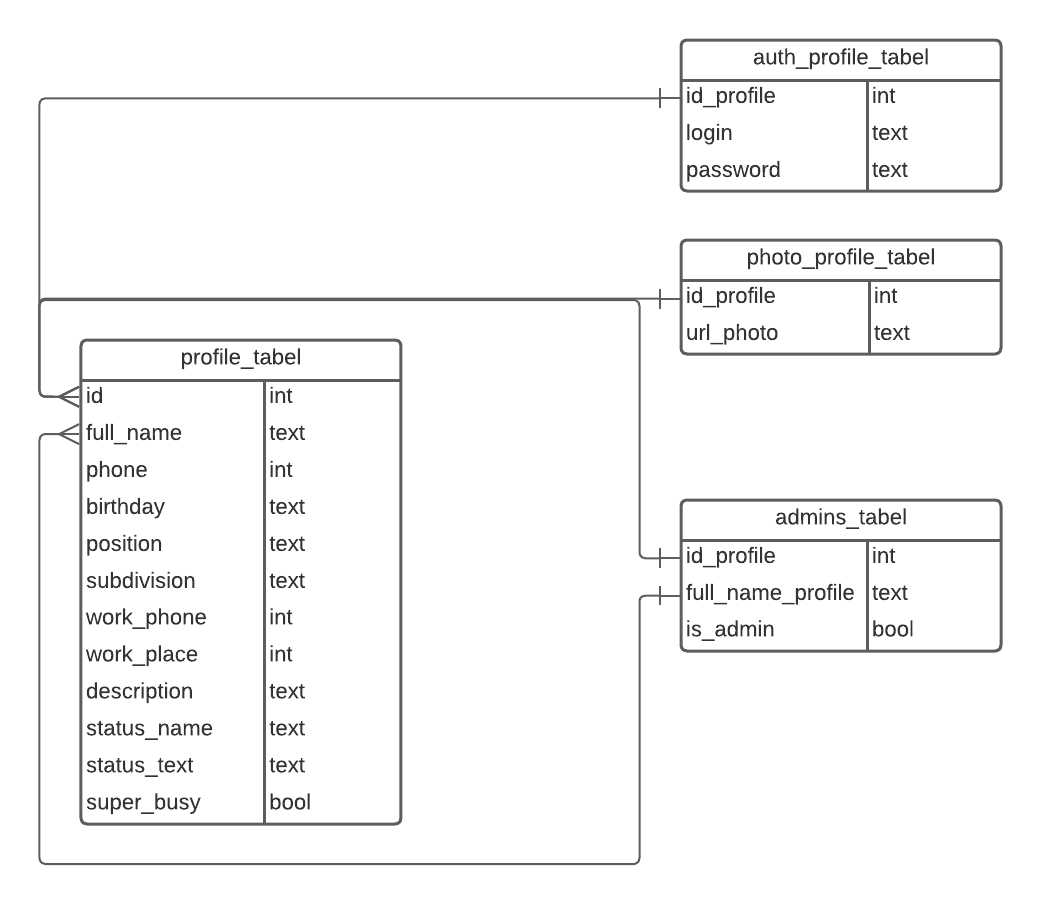 auth_profile_tabel
id_profile int
login text
password text
photo_profile_tabel
id_profile int
url_photo text
profile_tabel
id int
full_name text
phone int
birthday text
position text
subdivision text
work_phone int
work_place int
description text
status_name text
status_text text
super_busy bool
admins_tabel
id_profile int
full_name_profile text
is_admin bool